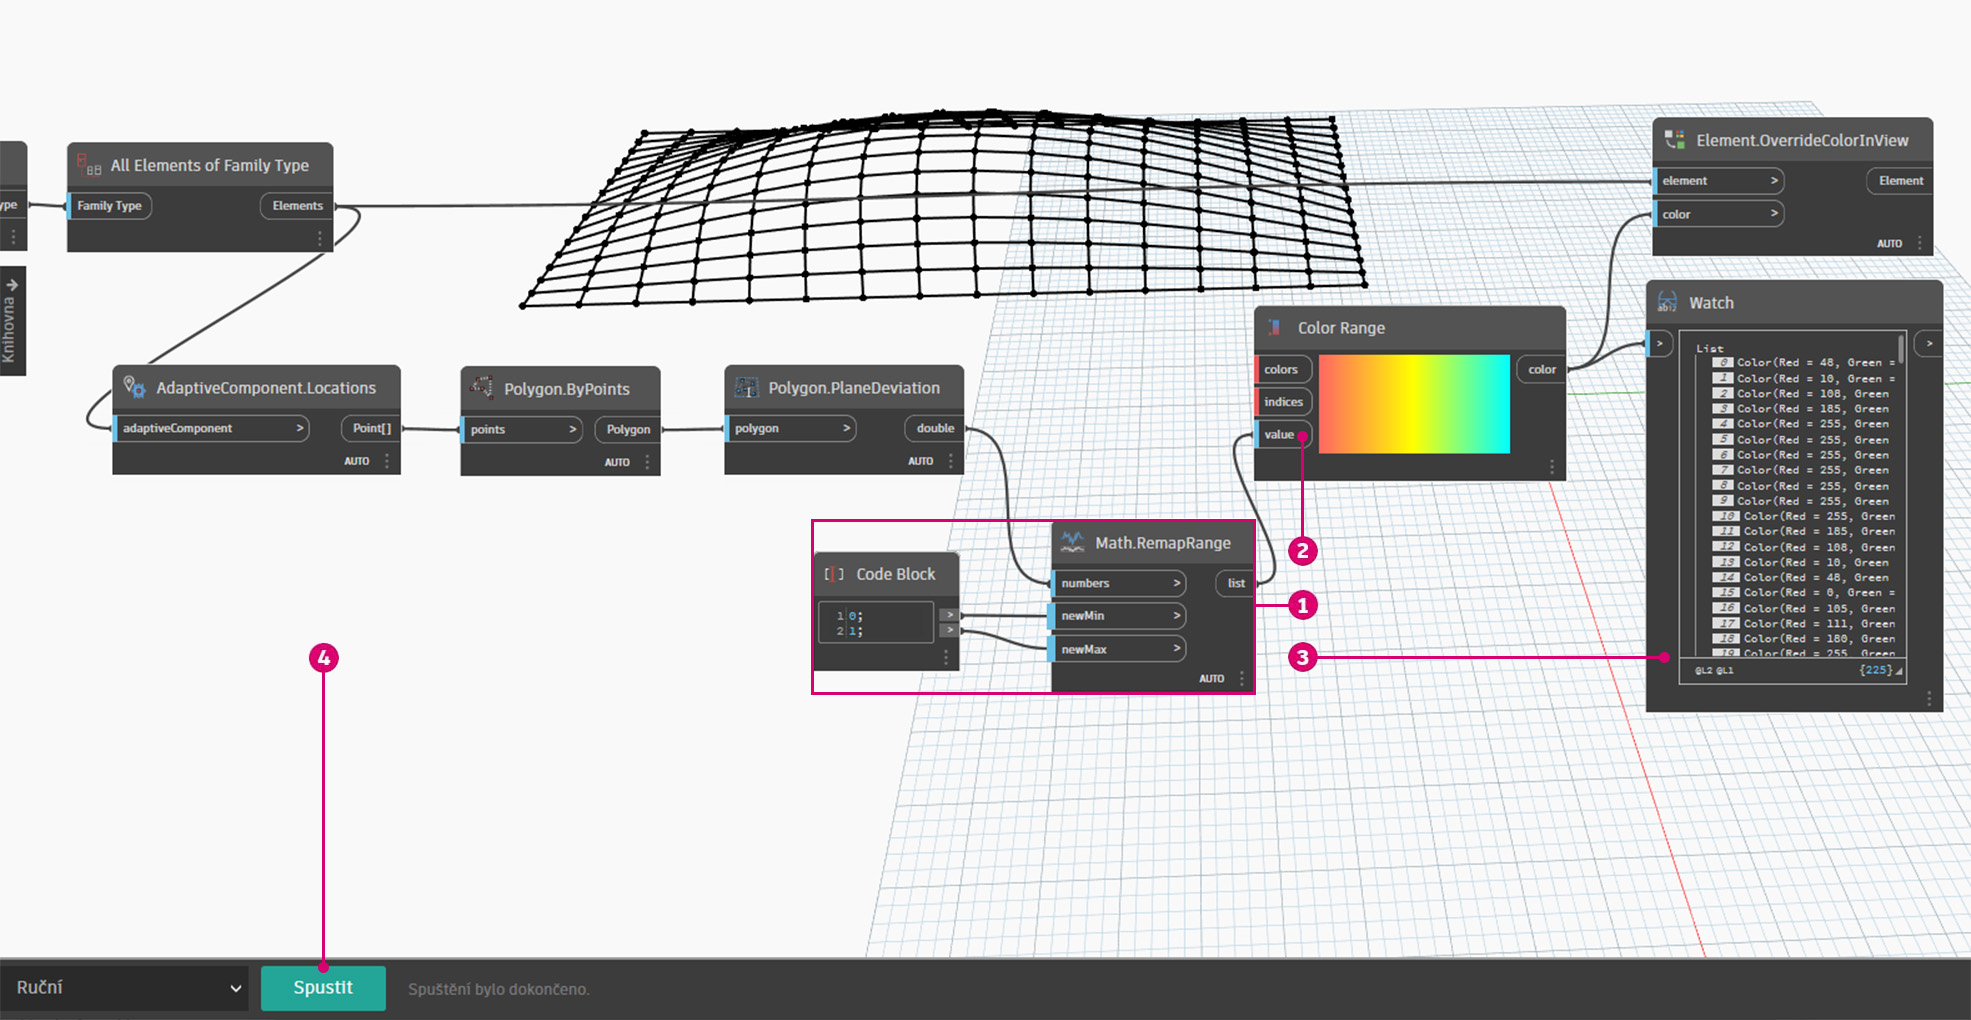 ype
Knihovna
All Elements of Family Type
Family Type
Elements
AdaptiveComponent.Locations
adaptiveComponent >
Point[]
AUTO
Polygon.ByPoints
points >
Polygon
AUTO
Polygon.PlaneDeviation
polygon >
double
AUTO
[ ] Code Block
1 0;
2 1;
>
>
Math.RemapRange
numbers >
list
newMin >
newMax >
AUTO
1
Color Range
colors
indices
value
color
2
3
Element.OverrideColorInView
element >
Element
color >
AUTO
ab12
Watch
>
>
List
0 Color(Red = 48, Green =
1 Color(Red = 10, Green =
2 Color(Red = 108, Green
3 Color(Red = 185, Green
4 Color(Red = 255, Green
5 Color(Red = 255, Green
6 Color(Red = 255, Green
7 Color(Red = 255, Green
8 Color(Red = 255, Green
9 Color(Red = 255, Green
10 Color(Red = 255, Green
11 Color(Red = 185, Green
12 Color(Red = 108, Green
13 Color(Red = 10, Green
14 Color(Red = 48, Green
15 Color(Red = 0, Green =
16 Color(Red = 105, Green
17 Color(Red = 111, Green
18 Color(Red = 180, Green
19 Color(Red = 255, Green
@L2 @L1
{225}
4
Ruční
Spustit
Spuštění bylo dokončeno.